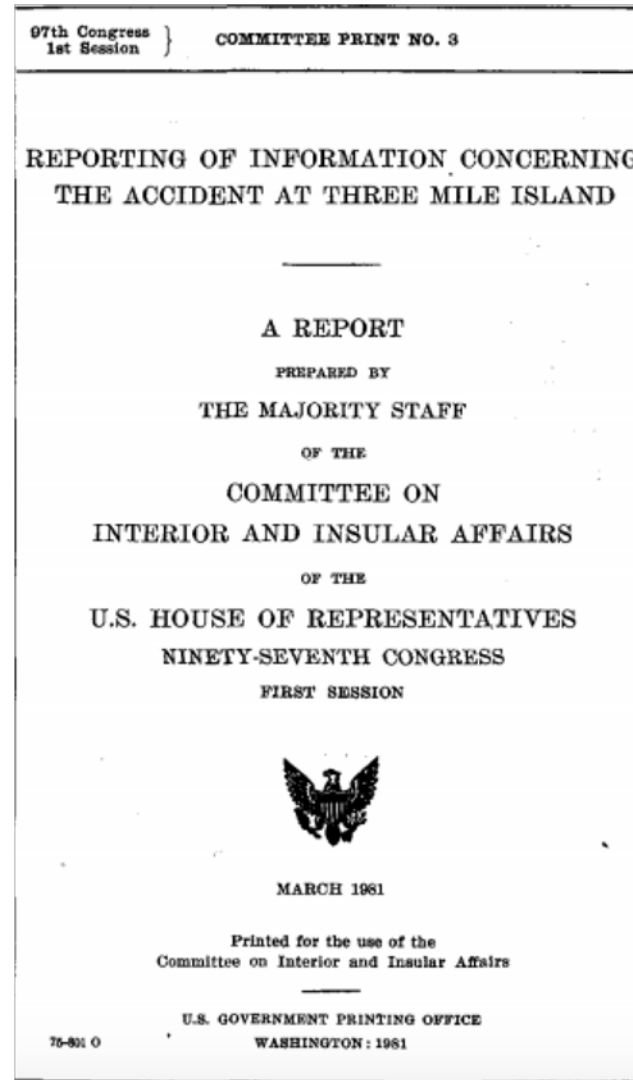 97th Congress
1st Session
COMMITTEE PRINT NO. 3
REPORTING OF INFORMATION CONCERNING
THE ACCIDENT AT THREE MILE ISLAND
A REPORT
PREPARED BY
THE MAJORITY STAFF
OF THE
COMMITTEE ON
INTERIOR AND INSULAR AFFAIRS
OF THE
U.S. HOUSE OF REPRESENTATIVES
NINETY-SEVENTH CONGRESS
FIRST SESSION
MARCH 1981
Printed for the use of the
Committee on Interior and Insular Affairs
U.S. GOVERNMENT PRINTING OFFICE
75-801 O
WASHINGTON : 1981